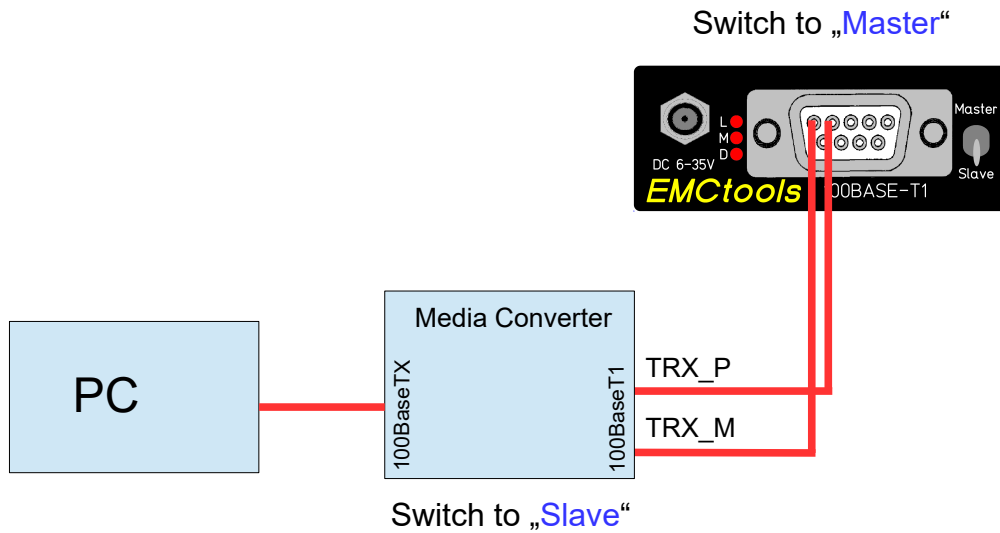 Switch to „Master“
L
M
D
DC 6-35V
Master
Slave
EMCtools
00BASE-T1
Media Converter
PC
100BaseTX
100BaseT1
TRX_P
TRX_M
Switch to „Slave“